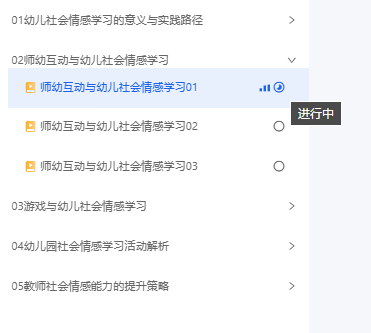 01幼儿社会情感学习的意义与实践路径
02师幼互动与幼儿社会情感学习
师幼互动与幼儿社会情感学习01
进行中
师幼互动与幼儿社会情感学习02
师幼互动与幼儿社会情感学习03
03游戏与幼儿社会情感学习
04幼儿园社会情感学习活动解析
05教师社会情感能力的提升策略